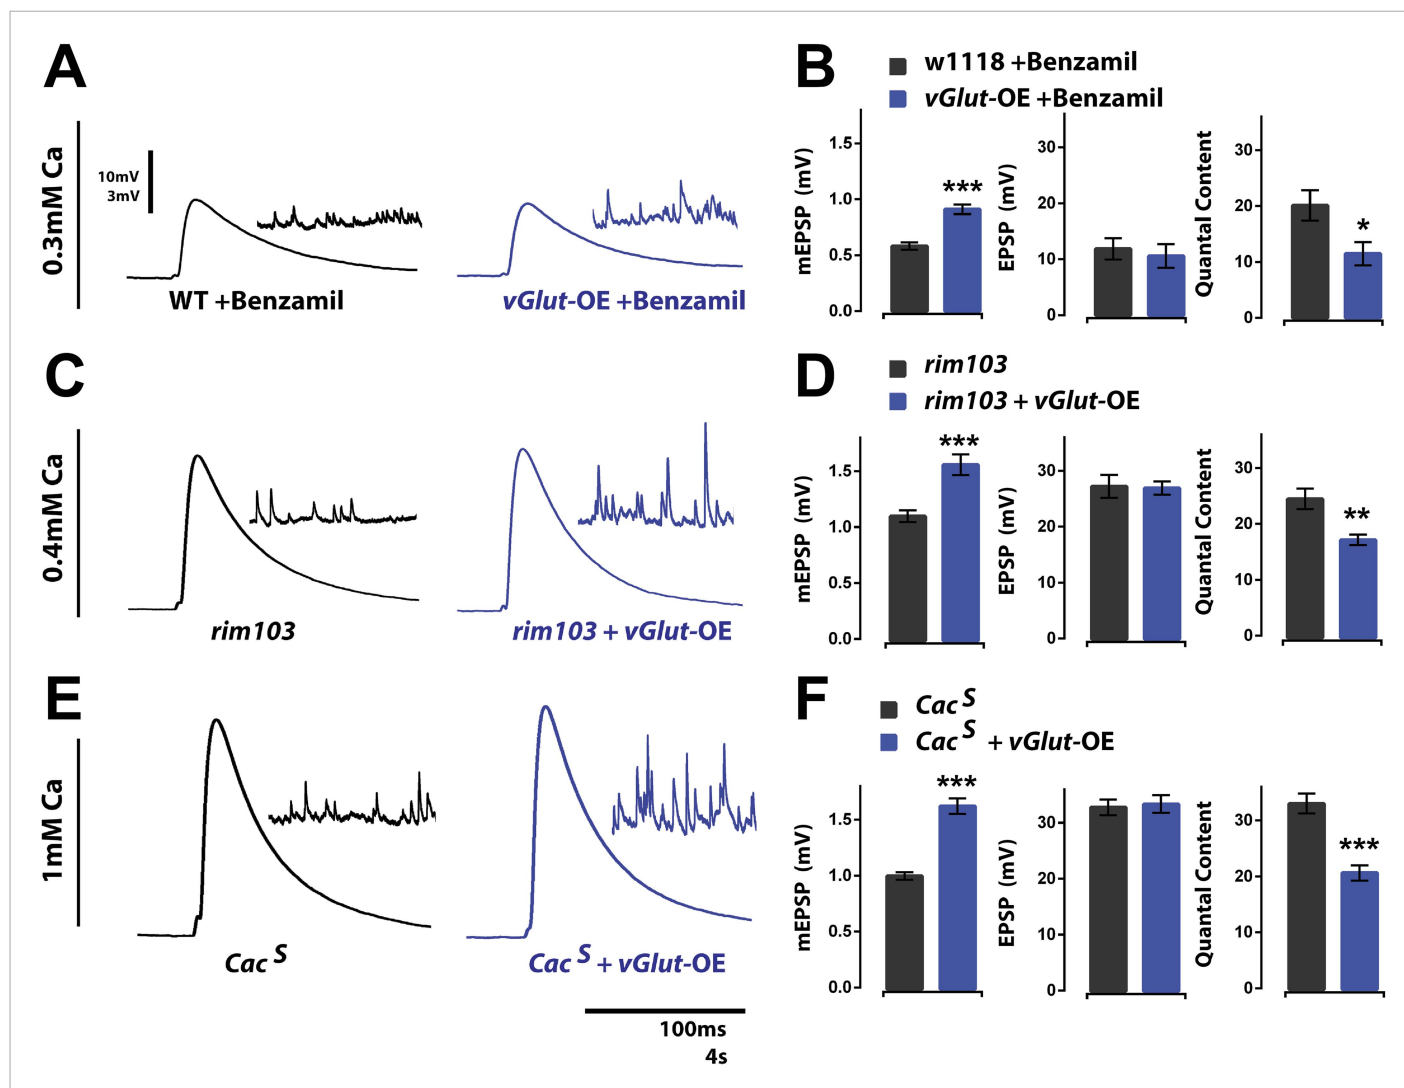 A
0.3mM Ca
10mV
3mV
WT +Benzamil
vGlut-OE +Benzamil
B
w1118 +Benzamil
vGlut-OE +Benzamil
mEPSP (mV)
1.5
1.0
0.5
0.0
***
EPSP (mV)
30
20
10
0
Quantal Content
30
20
10
0
*
C
0.4mM Ca
rim103
rim103 + vGlut-OE
D
rim103
rim103 + vGlut-OE
mEPSP (mV)
1.5
1.0
0.5
0.0
***
EPSP (mV)
30
20
10
0
Quantal Content
30
20
10
0
**
E
1mM Ca
Cac S
Cac S + vGlut-OE
100ms
4s
F
Cac S
Cac S + vGlut-OE
mEPSP (mV)
1.5
1.0
0.5
0.0
***
EPSP (mV)
30
20
10
0
Quantal Content
30
20
10
0
***